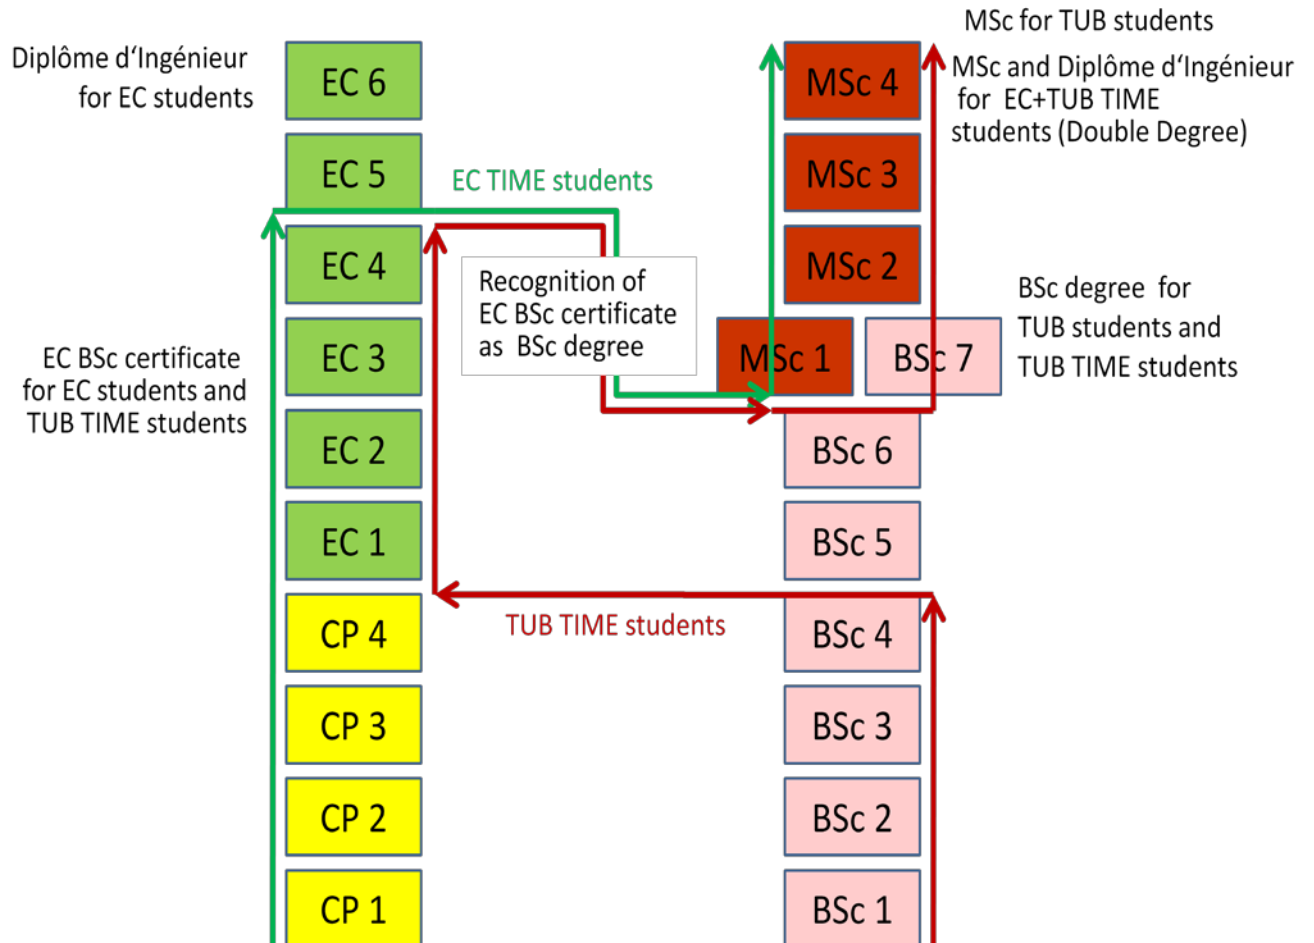 MSc for TUB students
Diplôme d‘Ingénieur
for EC students
EC 6
MSc 4
MSc and Diplôme d‘Ingénieur
for EC+TUB TIME
students (Double Degree)
EC 5
EC TIME students
MSc 3
EC 4
Recognition of
EC BSc certificate
as BSc degree
MSc 2
BSc degree for
TUB students and
TUB TIME students
EC BSc certificate
for EC students and
TUB TIME students
EC 3
MSc 1
BSc 7
EC 2
BSc 6
EC 1
BSc 5
CP 4
TUB TIME students
BSc 4
CP 3
BSc 3
CP 2
BSc 2
CP 1
BSc 1